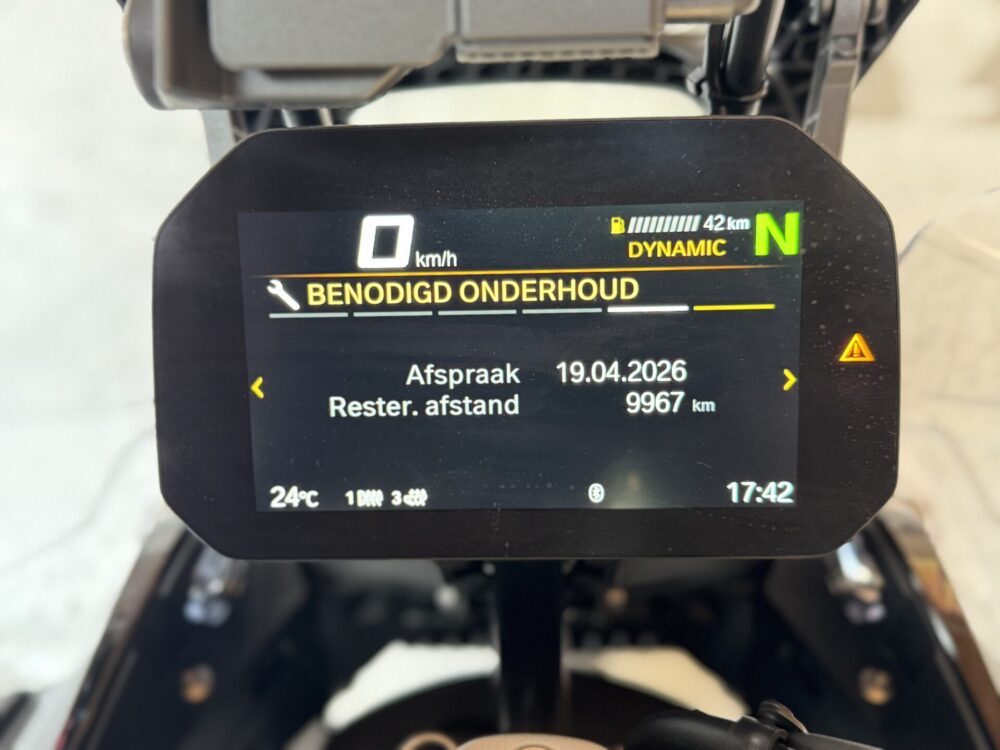 0 km/h
42 km N
DYNAMIC
BENODIGD ONDERHOUD
Afspraak 19.04.2026
Rester. afstand 9967 km
24°C 1 3 17:42